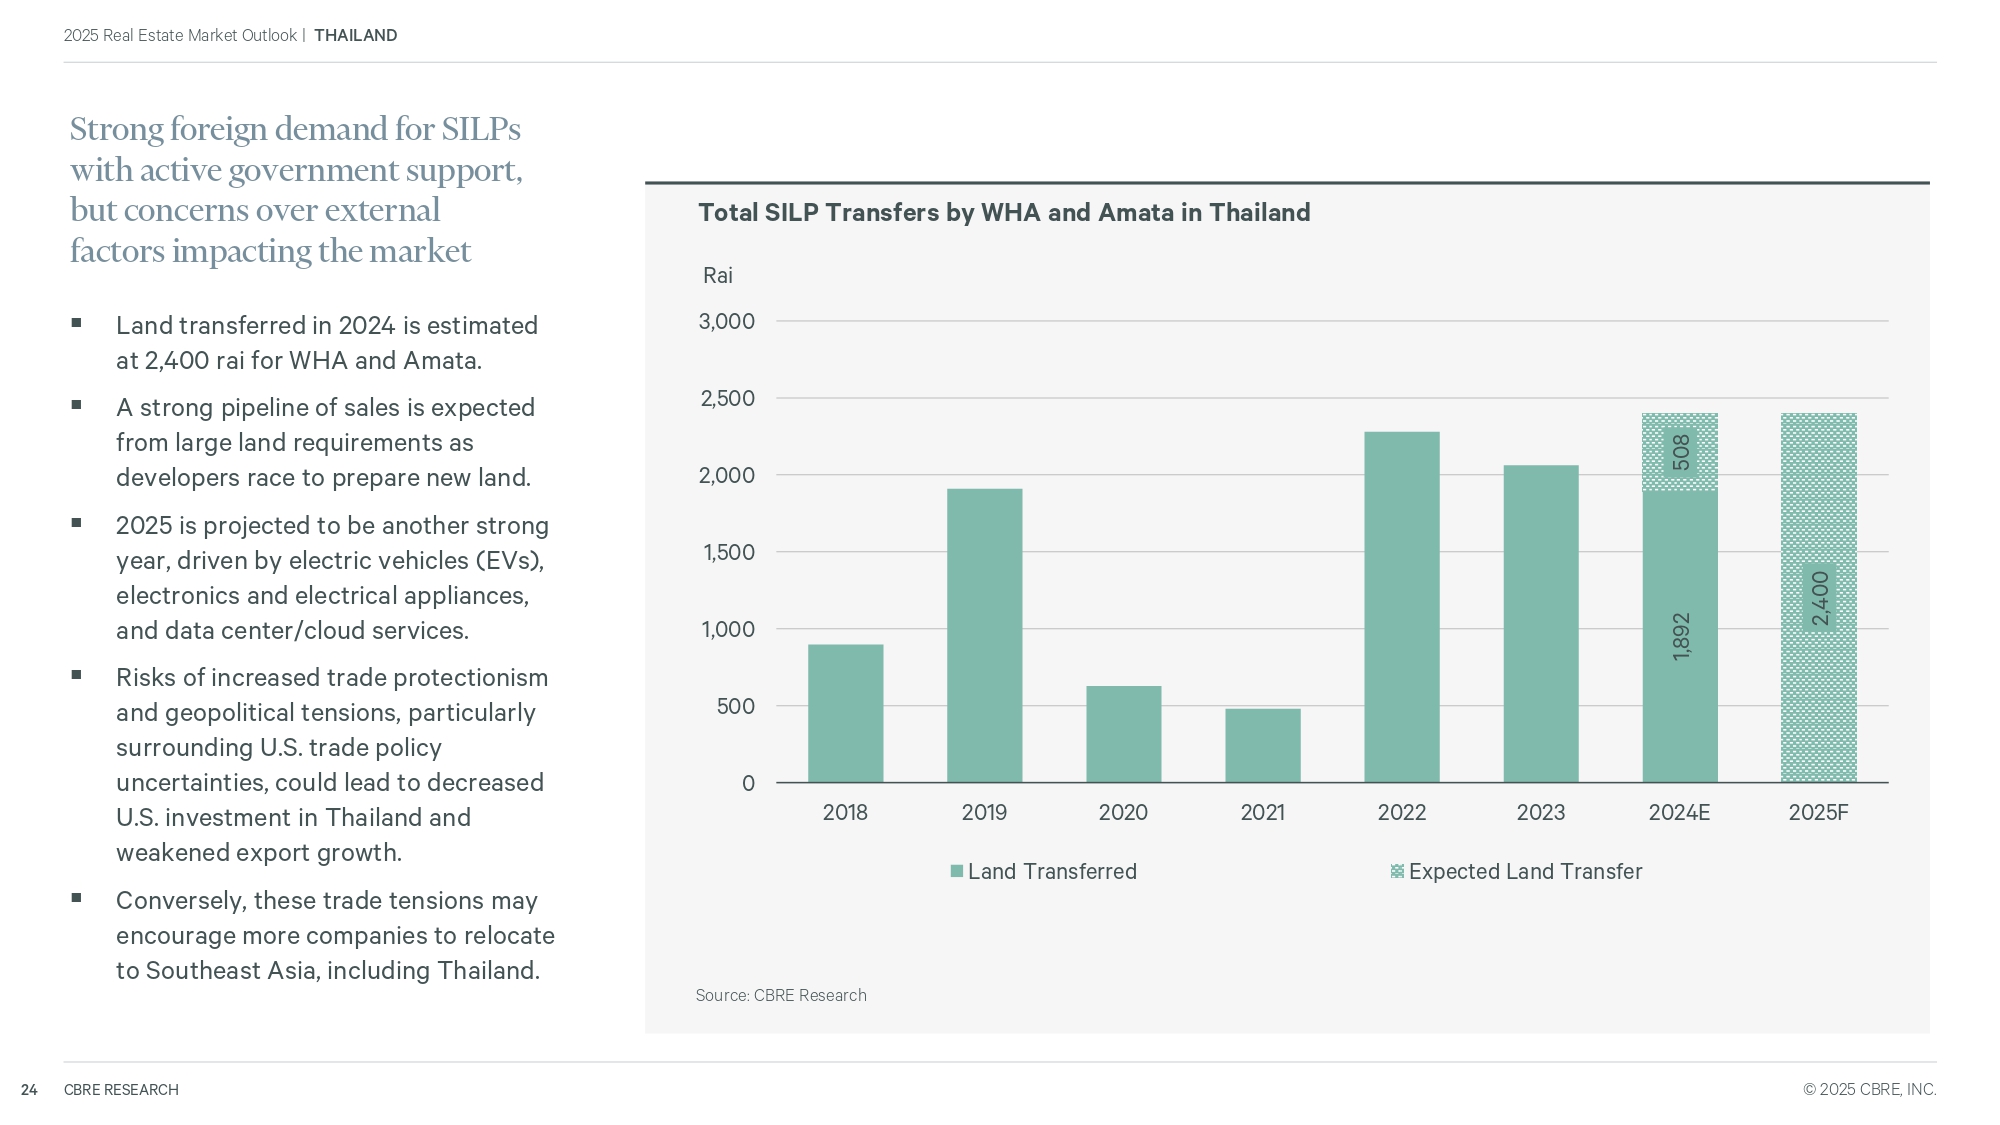 2025 Real Estate Market Outlook | THAILAND
Strong foreign demand for SILPs
with active government support,
but concerns over external
factors impacting the market
▪ Land transferred in 2024 is estimated
at 2,400 rai for WHA and Amata.
▪ A strong pipeline of sales is expected
from large land requirements as
developers race to prepare new land.
▪ 2025 is projected to be another strong
year, driven by electric vehicles (EVs),
electronics and electrical appliances,
and data center/cloud services.
▪ Risks of increased trade protectionism
and geopolitical tensions, particularly
surrounding U.S. trade policy
uncertainties, could lead to decreased
U.S. investment in Thailand and
weakened export growth.
▪ Conversely, these trade tensions may
encourage more companies to relocate
to Southeast Asia, including Thailand.
Total SILP Transfers by WHA and Amata in Thailand
Rai
3,000
2,500
2,000
1,500
1,000
500
0
508
1,892
2,400
2018 2019 2020 2021 2022 2023 2024E 2025F
Land Transferred Expected Land Transfer
Source: CBRE Research
24 CBRE RESEARCH © 2025 CBRE, INC.